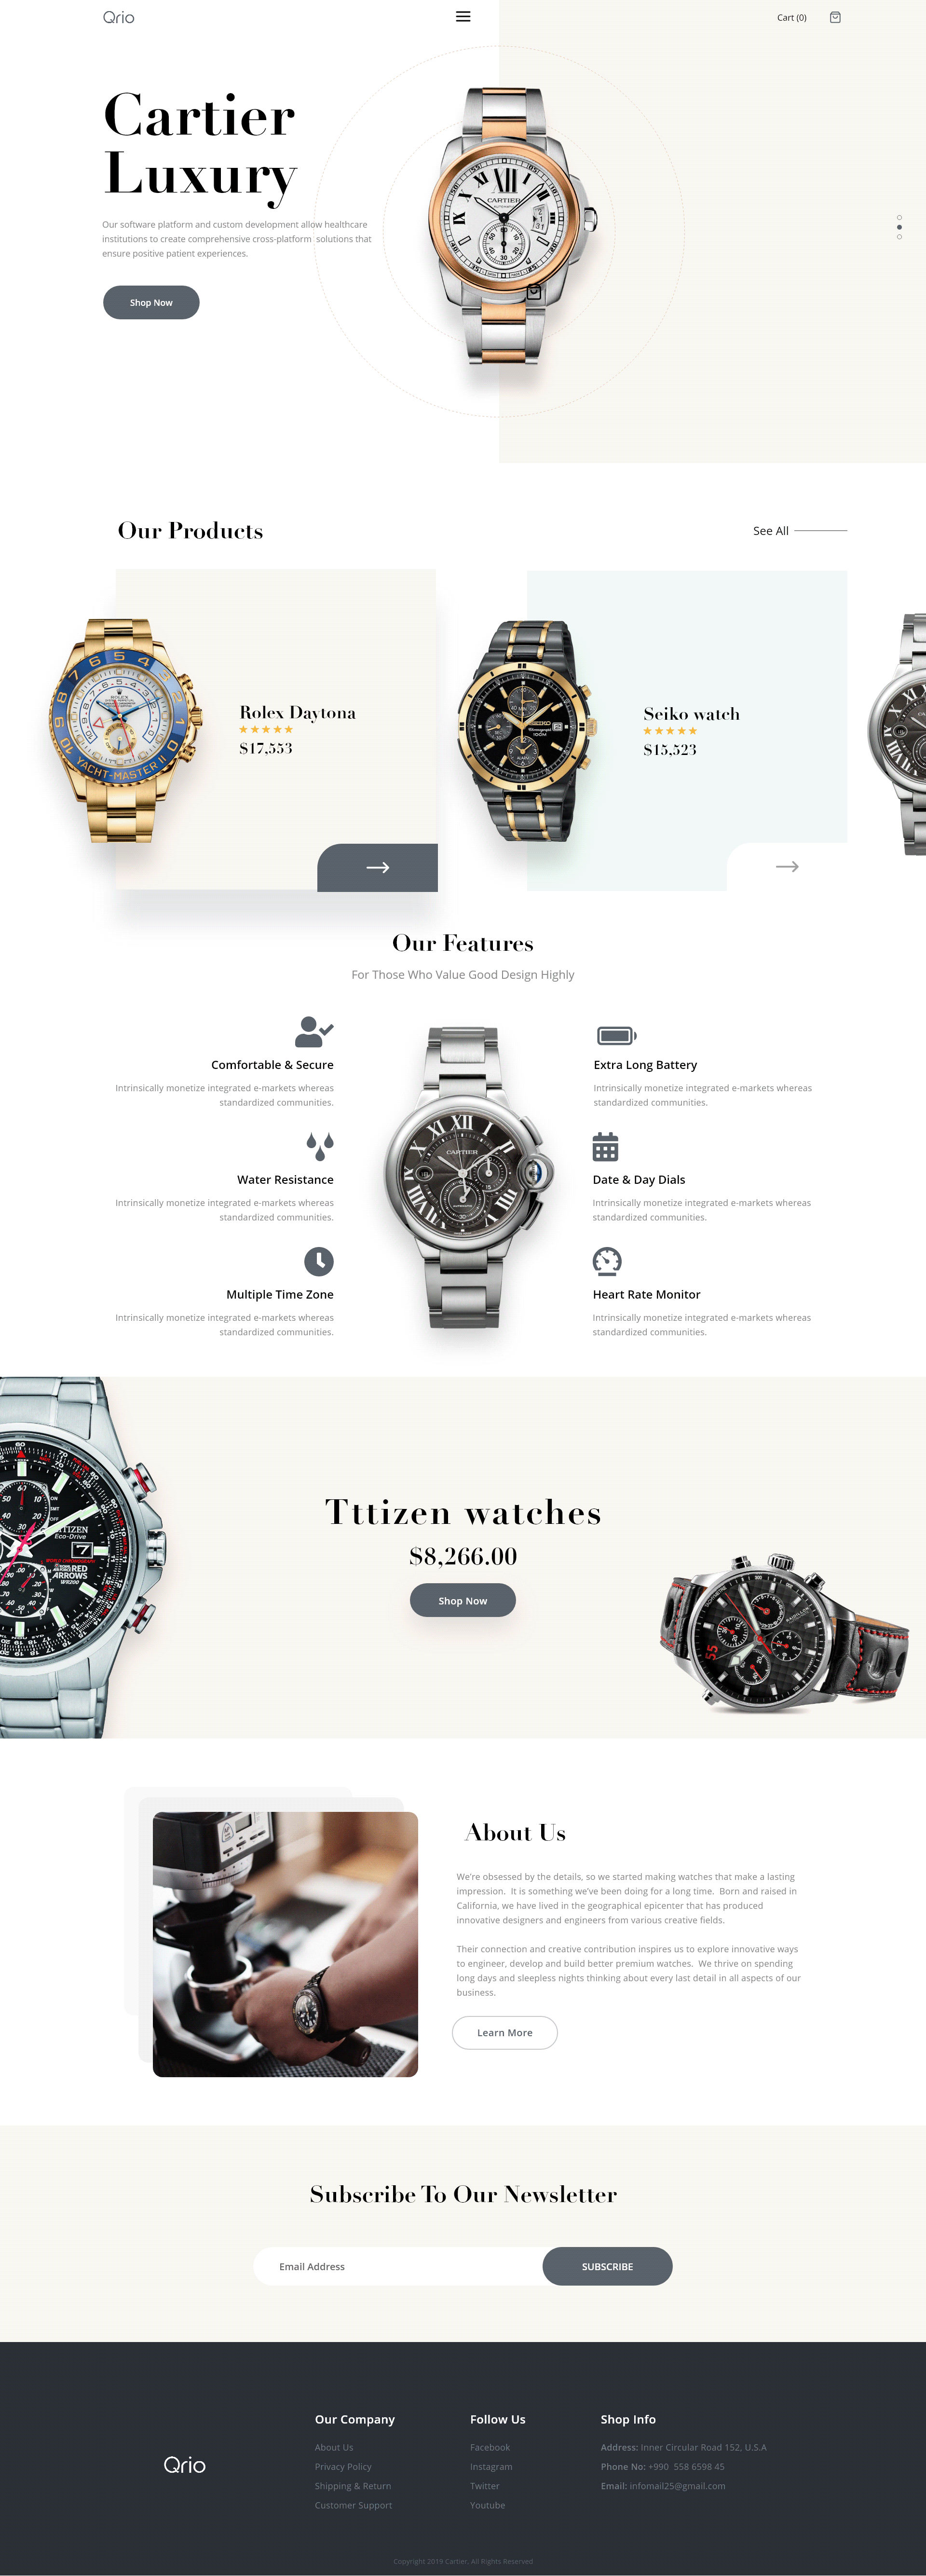 Qrio
Cart (0)
Cartier
Luxury
Our software platform and custom development allow healthcare
institutions to create comprehensive cross-platform  solutions that
ensure positive patient experiences.
Shop Now
CARTIER
Our Products
See All
Rolex Daytona
$17,553
YACHT-MASTER II
Seiko watch
$15,523
SEIKO
Our Features
For Those Who Value Good Design Highly
Comfortable & Secure
Intrinsically monetize integrated e-markets whereas
standardized communities.
Extra Long Battery
Intrinsically monetize integrated e-markets whereas
standardized communities.
CARTIER
Water Resistance
Intrinsically monetize integrated e-markets whereas
standardized communities.
Date & Day Dials
Intrinsically monetize integrated e-markets whereas
standardized communities.
Multiple Time Zone
Intrinsically monetize integrated e-markets whereas
standardized communities.
Heart Rate Monitor
Intrinsically monetize integrated e-markets whereas
standardized communities.
Eco-Drive
RED
ARROWS
Tttizen watches
$8,266.00
Shop Now
About Us
We're obsessed by the details, so we started making watches that make a lasting
impression.  It is something we've been doing for a long time.  Born and raised in
California, we have lived in the geographical epicenter that has produced
innovative designers and engineers from various creative fields.
Their connection and creative contribution inspires us to explore innovative ways
to engineer, develop and build better premium watches.  We thrive on spending
long days and sleepless nights thinking about every last detail in all aspects of our
business.
Learn More
Subscribe To Our Newsletter
Email Address
SUBSCRIBE
Qrio
Our Company
About Us
Privacy Policy
Shipping & Return
Customer Support
Follow Us
Facebook
Instagram
Twitter
Youtube
Shop Info
Address: Inner Circular Road 152, U.S.A
Phone No: +990  558 6598 45
Email: infomail25@gmail.com
Copyright 2019 Cartier, All Rights Reserved